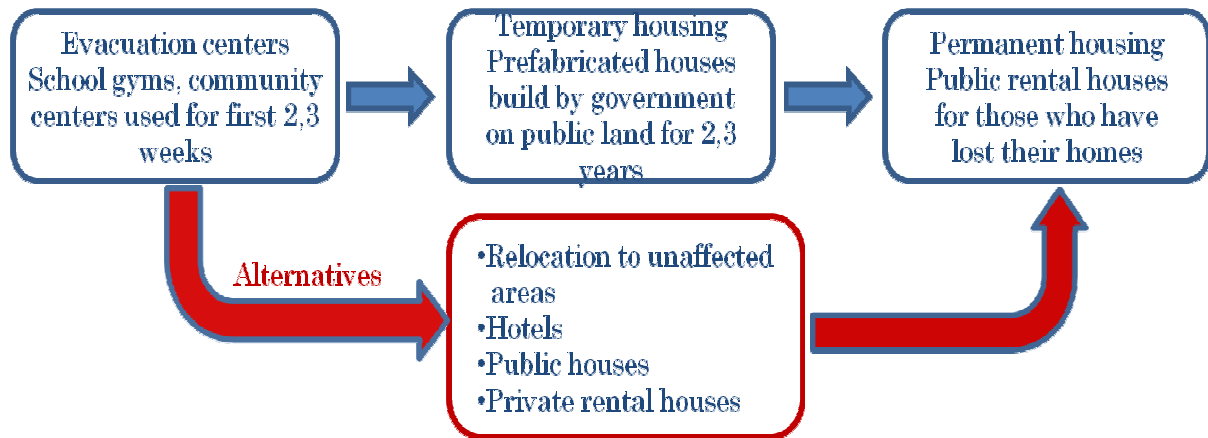 Evacuation centers
School gyms, community
centers used for first 2,3
weeks
Temporary housing
Prefabricated houses
build by government
on public land for 2,3
years
Permanent housing
Public rental houses
for those who have
lost their homes
Alternatives
•Relocation to unaffected
areas
•Hotels
•Public houses
•Private rental houses